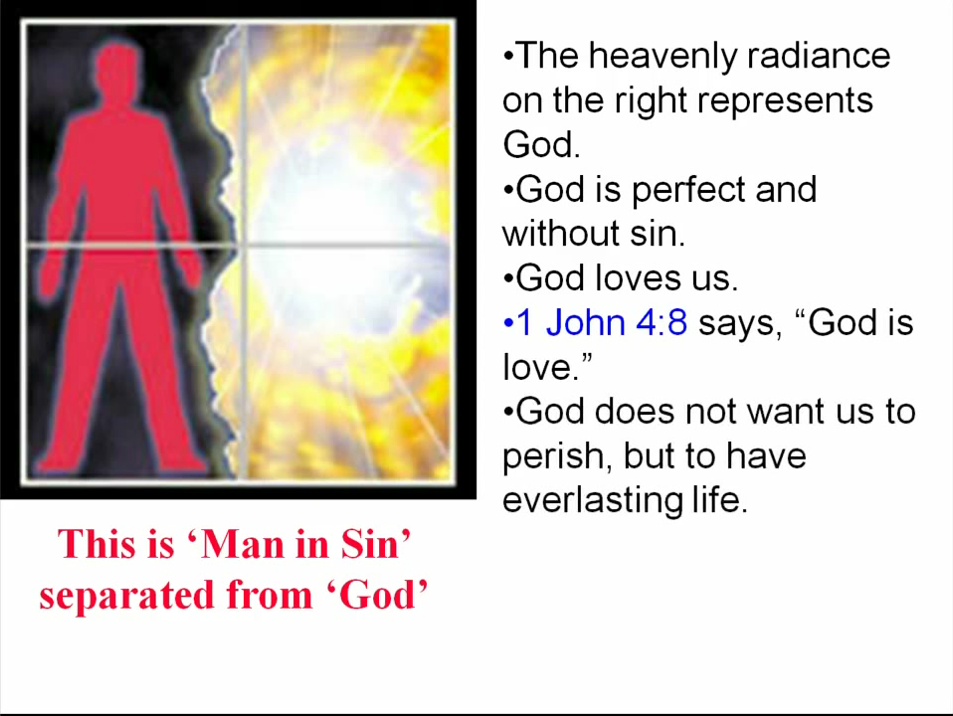 •The heavenly radiance
on the right represents
God.
•God is perfect and
without sin.
•God loves us.
•1 John 4:8 says, “God is
love.”
•God does not want us to
perish, but to have
everlasting life.
This is ‘Man in Sin’
separated from ‘God’